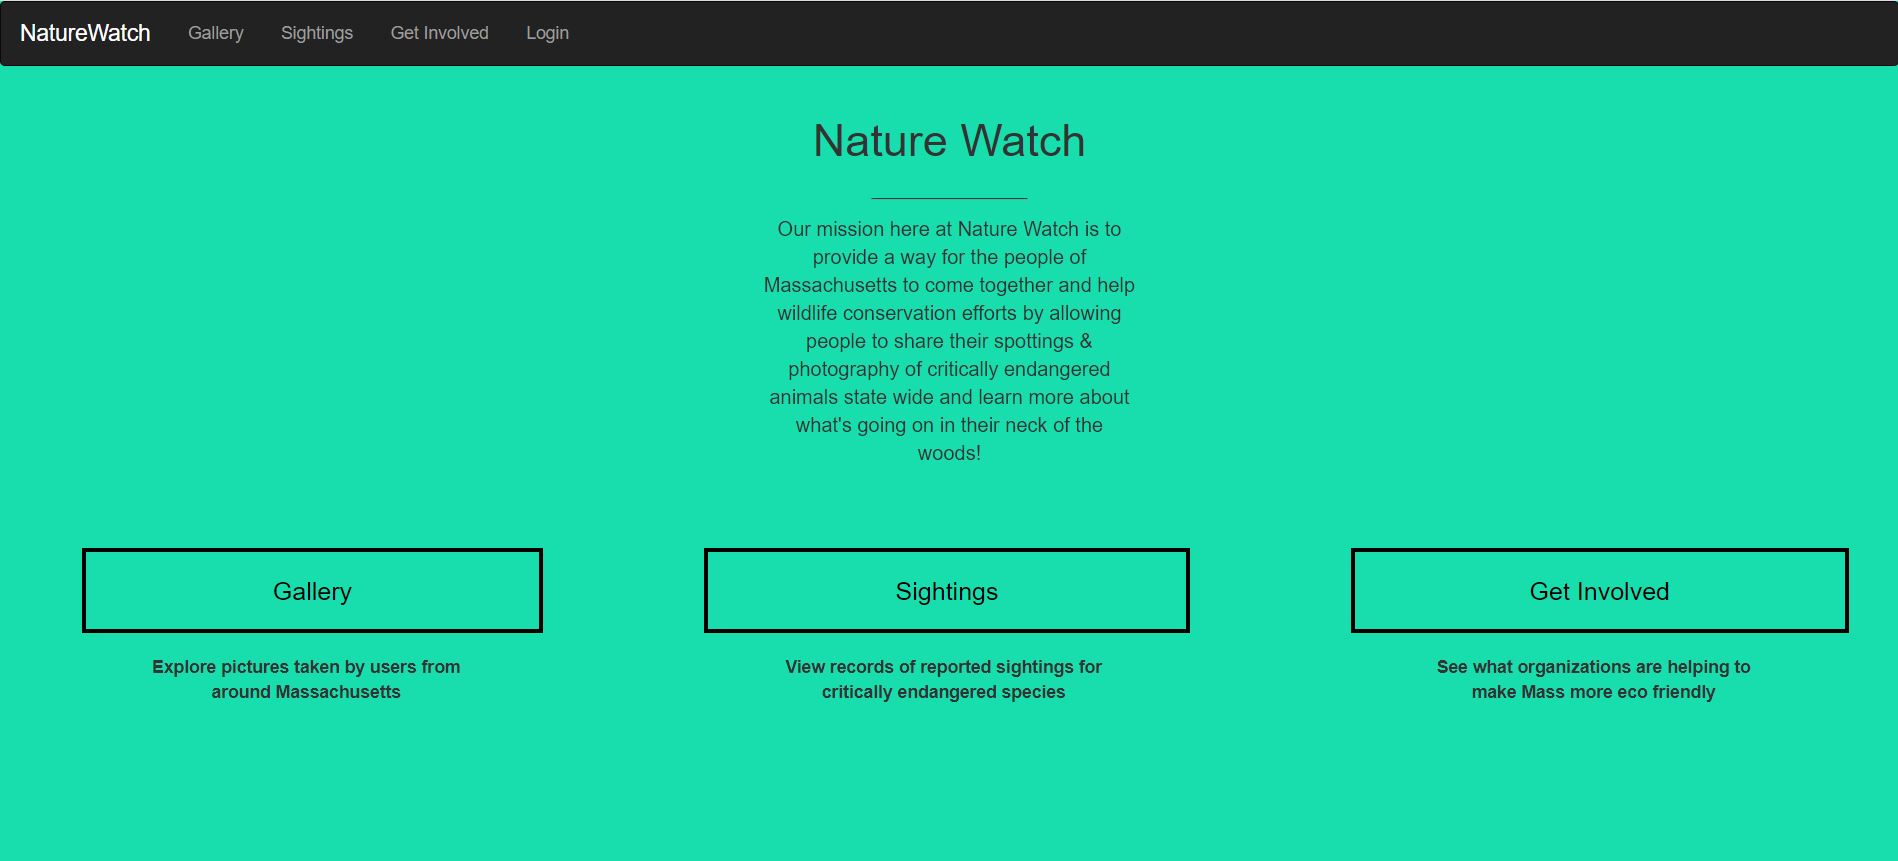 NatureWatch Gallery Sightings Get Involved Login
Nature Watch
Our mission here at Nature Watch is to
provide a way for the people of
Massachusetts to come together and help
wildlife conservation efforts by allowing
people to share their spottings &
photography of critically endangered
animals state wide and learn more about
what's going on in their neck of the
woods!
Gallery
Explore pictures taken by users from
around Massachusetts
Sightings
View records of reported sightings for
critically endangered species
Get Involved
See what organizations are helping to
make Mass more eco friendly